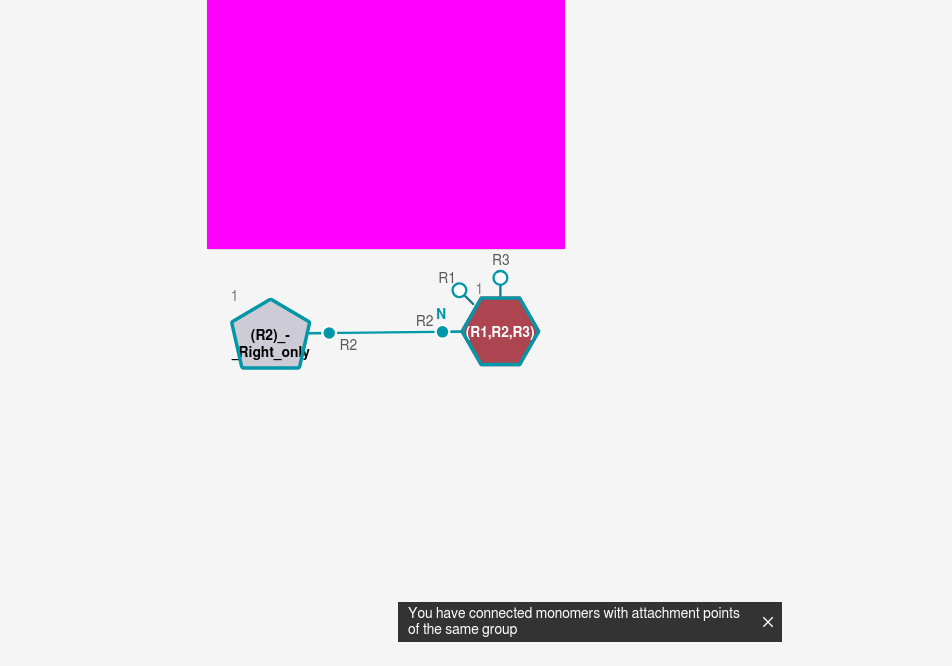 R3
R1
1
1
N
R2
(R2)_-
_Right_only
R2
(R1,R2,R3)
You have connected monomers with attachment points
of the same group